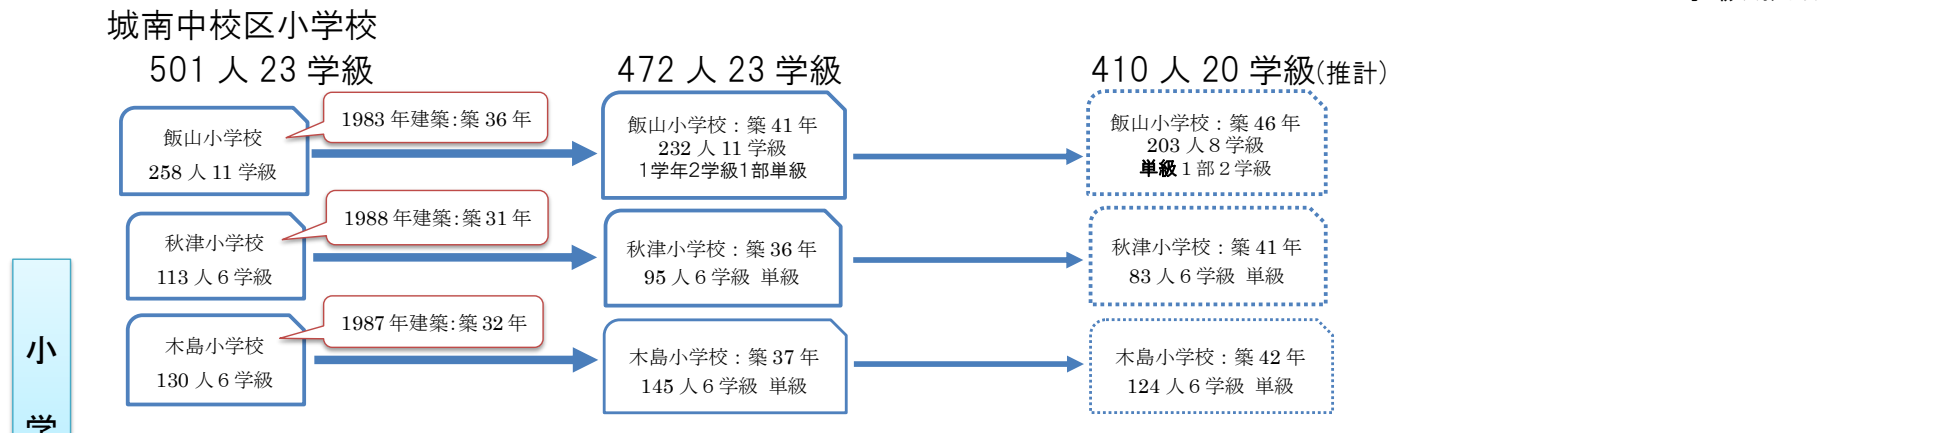 城南中校区小学校
501 人 23 学級
472 人 23 学級
410 人 20 学級(推計)
飯山小学校
258 人 11 学級
1983 年建築:築 36 年
飯山小学校：築 41 年
232 人 11 学級
1学年2学級1部単級
飯山小学校：築 46 年
203 人 8 学級
単級 1 部 2 学級
秋津小学校
113 人 6 学級
1988 年建築:築 31 年
秋津小学校：築 36 年
95 人 6 学級 単級
秋津小学校：築 41 年
83 人 6 学級 単級
木島小学校
130 人 6 学級
1987 年建築:築 32 年
木島小学校：築 37 年
145 人 6 学級 単級
木島小学校：築 42 年
124 人 6 学級 単級
小
学